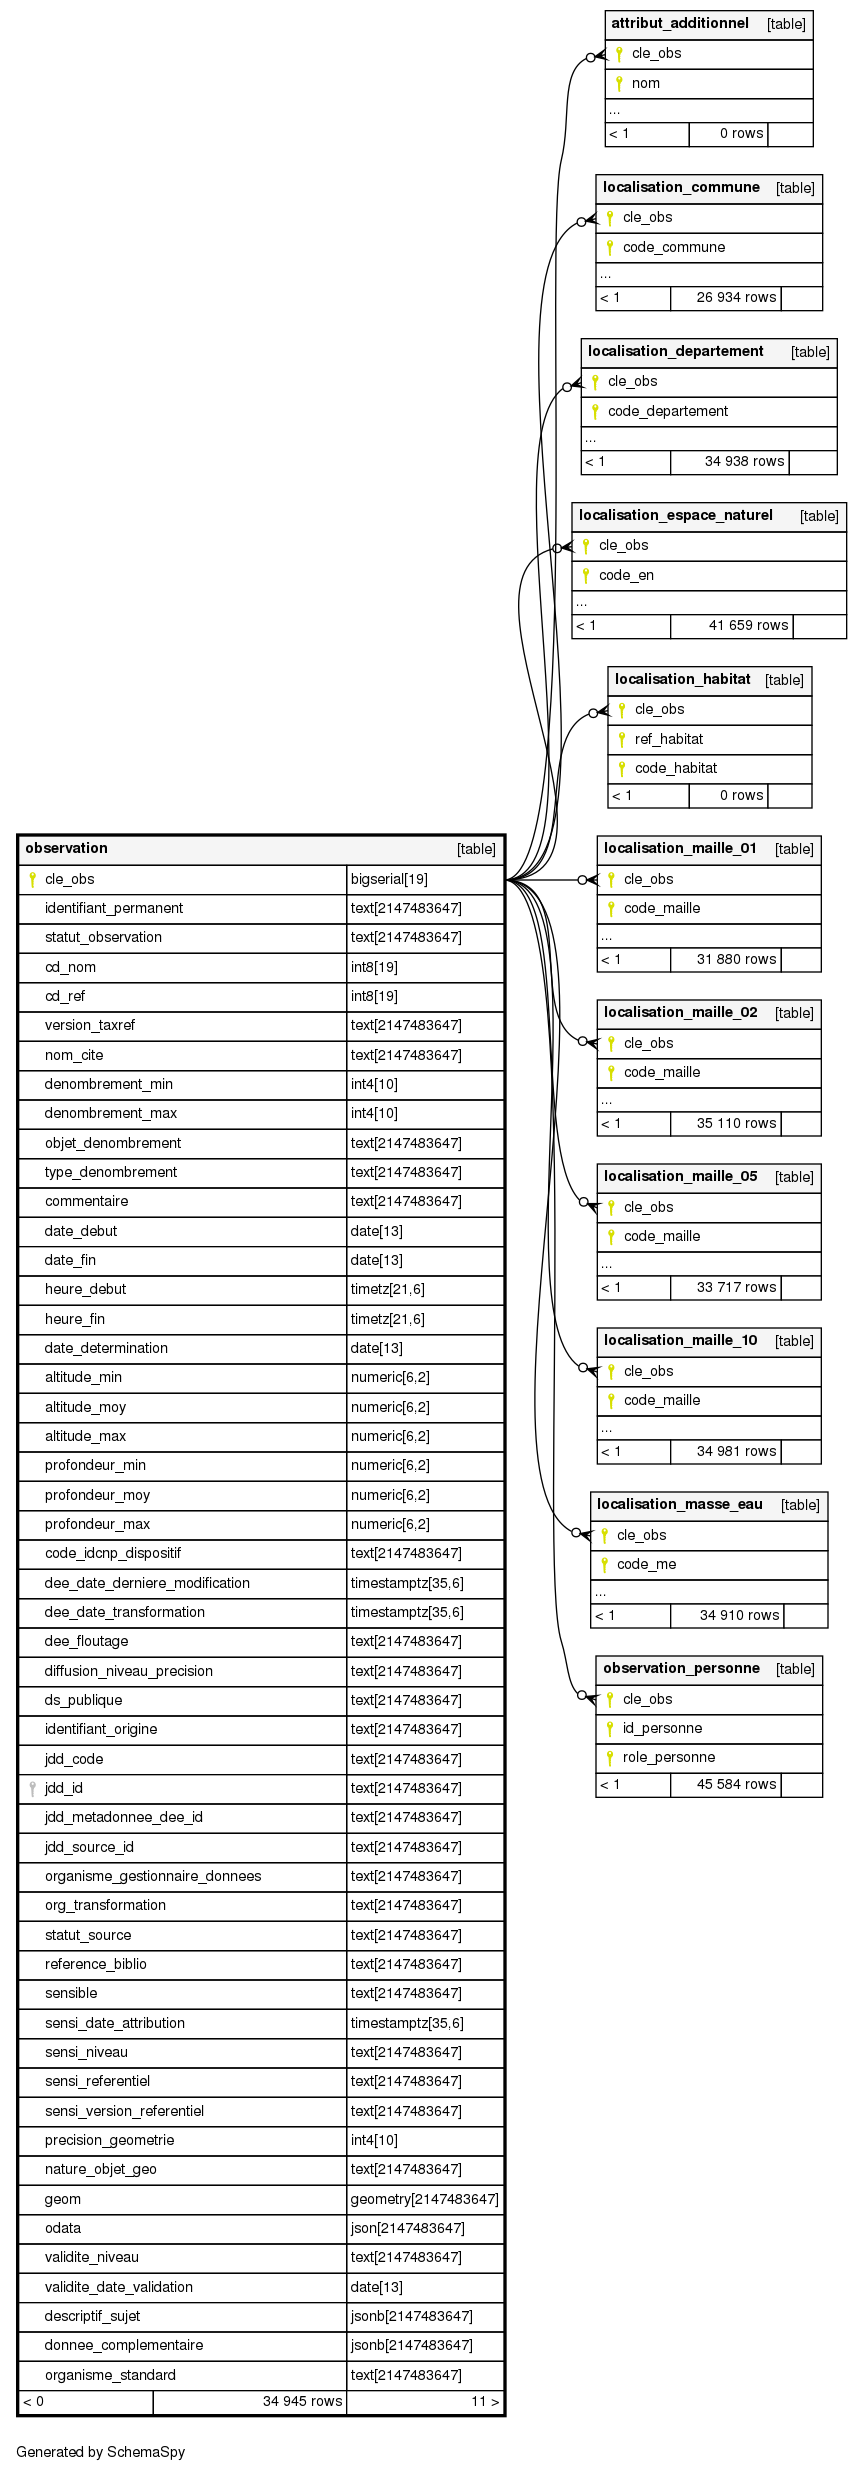 attribut_additionnel [table]
cle_obs
nom
...
< 1 0 rows
localisation_commune [table]
cle_obs
code_commune
...
< 1 26 934 rows
localisation_departement [table]
cle_obs
code_departement
...
< 1 34 938 rows
localisation_espace_naturel [table]
cle_obs
code_en
...
< 1 41 659 rows
localisation_habitat [table]
cle_obs
ref_habitat
code_habitat
< 1 0 rows
localisation_maille_01 [table]
cle_obs
code_maille
...
< 1 31 880 rows
localisation_maille_02 [table]
cle_obs
code_maille
...
< 1 35 110 rows
localisation_maille_05 [table]
cle_obs
code_maille
...
< 1 33 717 rows
localisation_maille_10 [table]
cle_obs
code_maille
...
< 1 34 981 rows
localisation_masse_eau [table]
cle_obs
code_me
...
< 1 34 910 rows
observation_personne [table]
cle_obs
id_personne
role_personne
< 1 45 584 rows
observation [table]
cle_obs bigserial[19]
identifiant_permanent text[2147483647]
statut_observation text[2147483647]
cd_nom int8[19]
cd_ref int8[19]
version_taxref text[2147483647]
nom_cite text[2147483647]
denombrement_min int4[10]
denombrement_max int4[10]
objet_denombrement text[2147483647]
type_denombrement text[2147483647]
commentaire text[2147483647]
date_debut date[13]
date_fin date[13]
heure_debut timetz[21,6]
heure_fin timetz[21,6]
date_determination date[13]
altitude_min numeric[6,2]
altitude_moy numeric[6,2]
altitude_max numeric[6,2]
profondeur_min numeric[6,2]
profondeur_moy numeric[6,2]
profondeur_max numeric[6,2]
code_idcnp_dispositif text[2147483647]
dee_date_derniere_modification timestamptz[35,6]
dee_date_transformation timestamptz[35,6]
dee_floutage text[2147483647]
diffusion_niveau_precision text[2147483647]
ds_publique text[2147483647]
identifiant_origine text[2147483647]
jdd_code text[2147483647]
jdd_id text[2147483647]
jdd_metadonnee_dee_id text[2147483647]
jdd_source_id text[2147483647]
organisme_gestionnaire_donnees text[2147483647]
org_transformation text[2147483647]
statut_source text[2147483647]
reference_biblio text[2147483647]
sensible text[2147483647]
sensi_date_attribution timestamptz[35,6]
sensi_niveau text[2147483647]
sensi_referentiel text[2147483647]
sensi_version_referentiel text[2147483647]
precision_geometrie int4[10]
nature_objet_geo text[2147483647]
geom geometry[2147483647]
odata json[2147483647]
validite_niveau text[2147483647]
validite_date_validation date[13]
descriptif_sujet jsonb[2147483647]
donnee_complementaire jsonb[2147483647]
organisme_standard text[2147483647]
< 0 34 945 rows 11 >
Generated by SchemaSpy